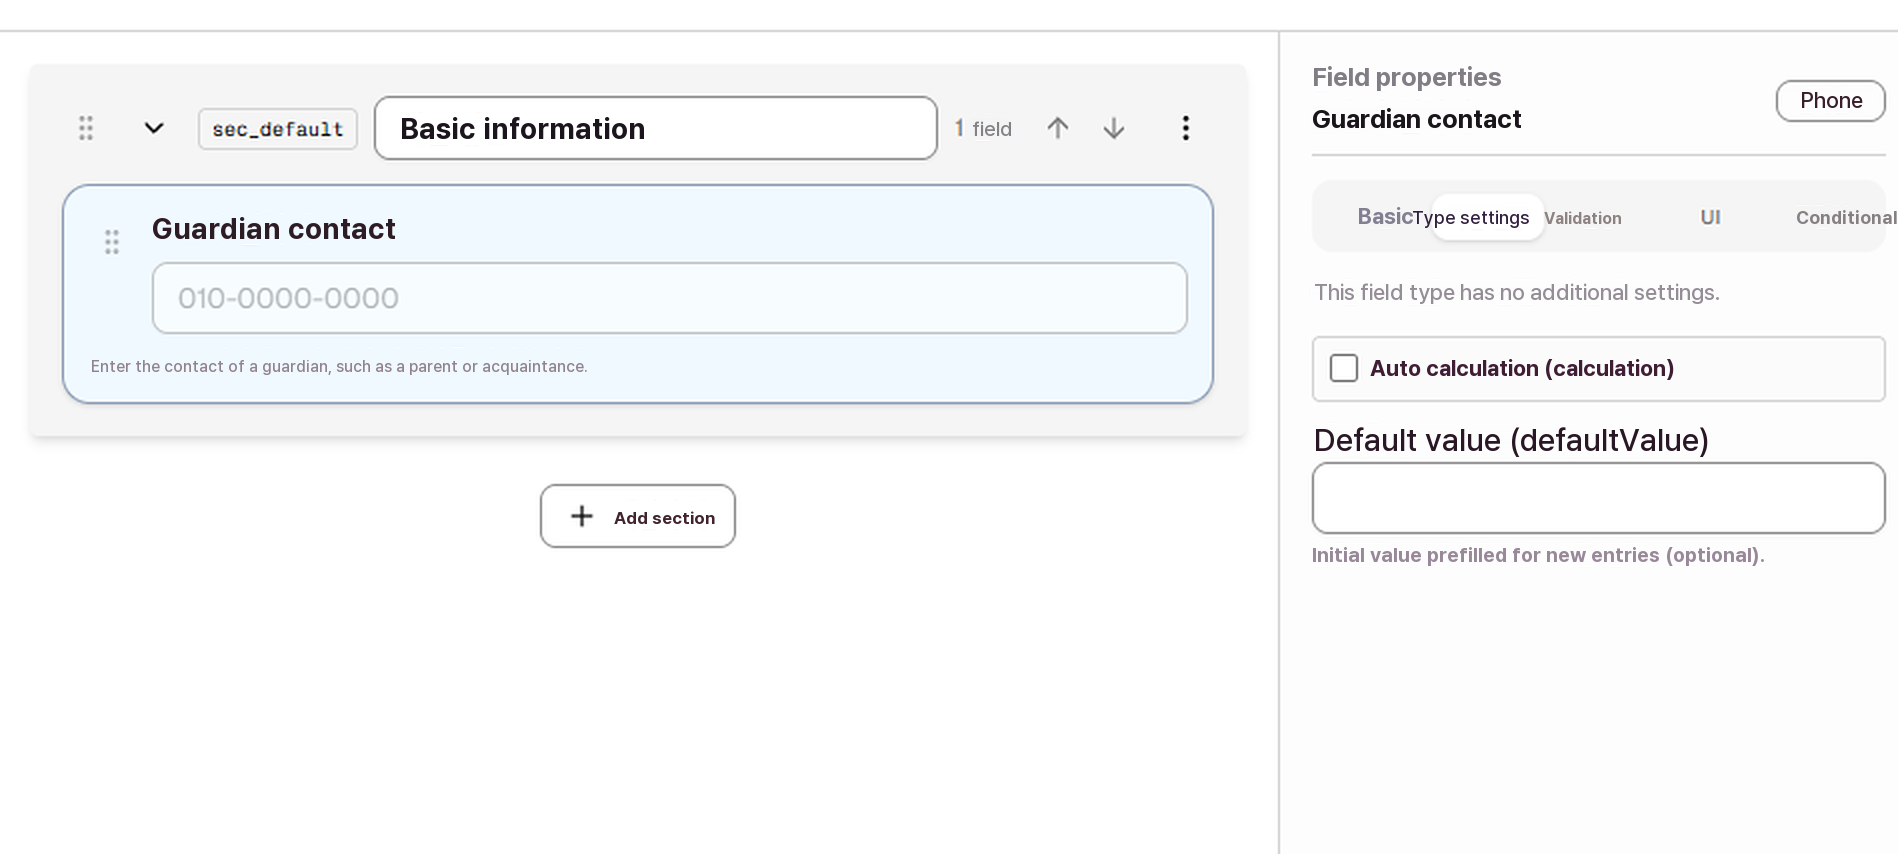 sec_default
Basic information
1 field
Guardian contact
010-0000-0000
Enter the contact of a guardian, such as a parent or acquaintance.
Add section
Field properties
Guardian contact
Phone
Basic
Type settings
Validation
UI
Conditional
This field type has no additional settings.
Auto calculation (calculation)
Default value (defaultValue)
Initial value prefilled for new entries (optional).